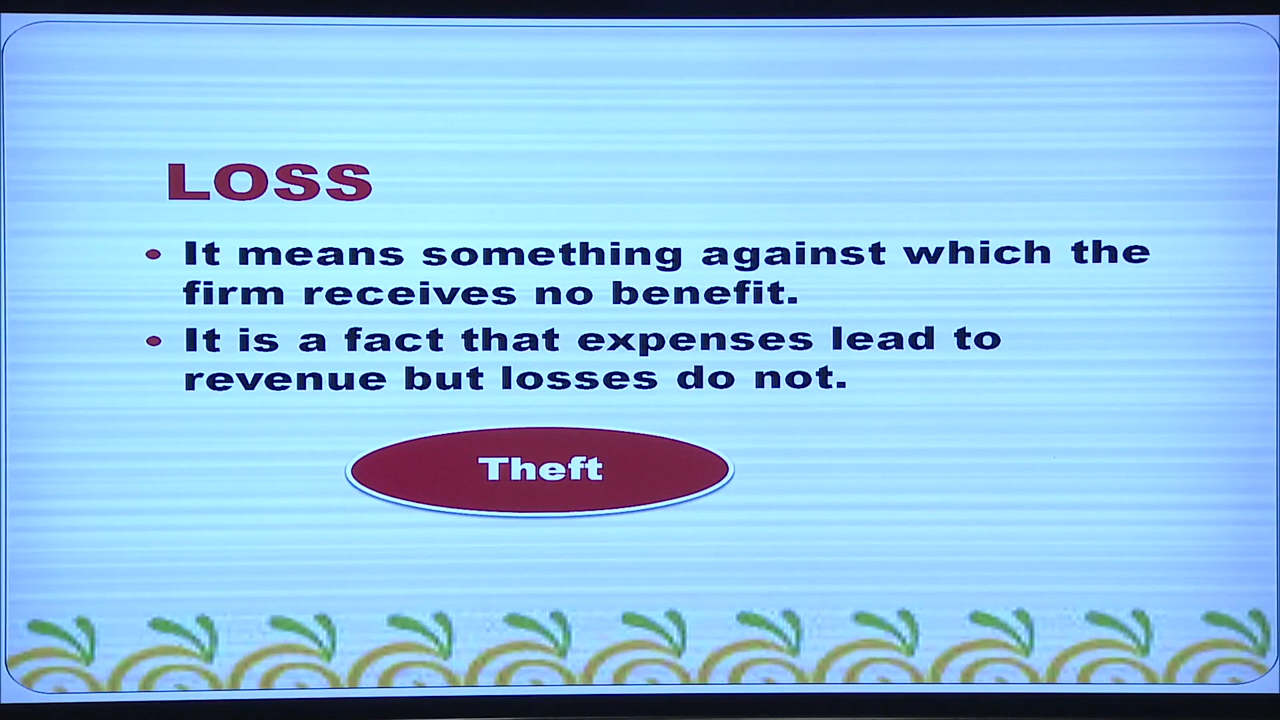 LOSS
• It means something against which the
firm receives no benefit.
• It is a fact that expenses lead to
revenue but losses do not.
Theft